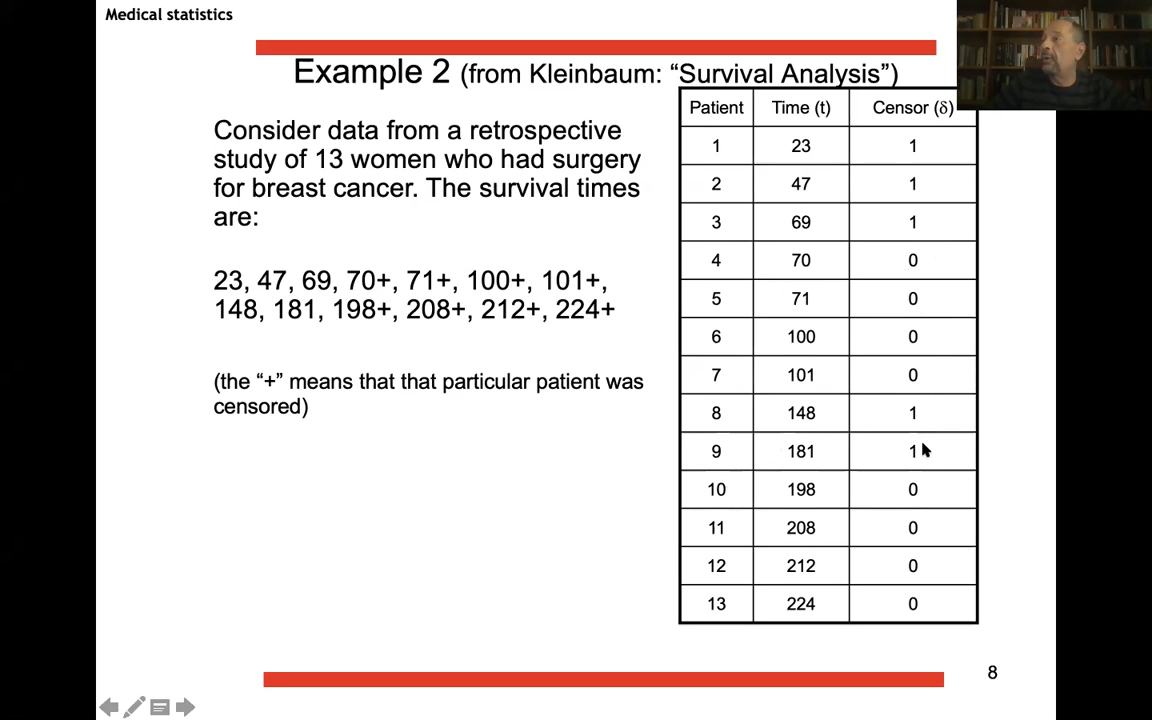 Medical statistics
Example 2 (from Kleinbaum: “Survival Analysis”)
Consider data from a retrospective
study of 13 women who had surgery
for breast cancer. The survival times
are:
23, 47, 69, 70+, 71+, 100+, 101+,
148, 181, 198+, 208+, 212+, 224+
(the “+” means that that particular patient was
censored)
Patient Time (t) Censor (δ)
1 23 1
2 47 1
3 69 1
4 70 0
5 71 0
6 100 0
7 101 0
8 148 1
9 181 1
10 198 0
11 208 0
12 212 0
13 224 0
8